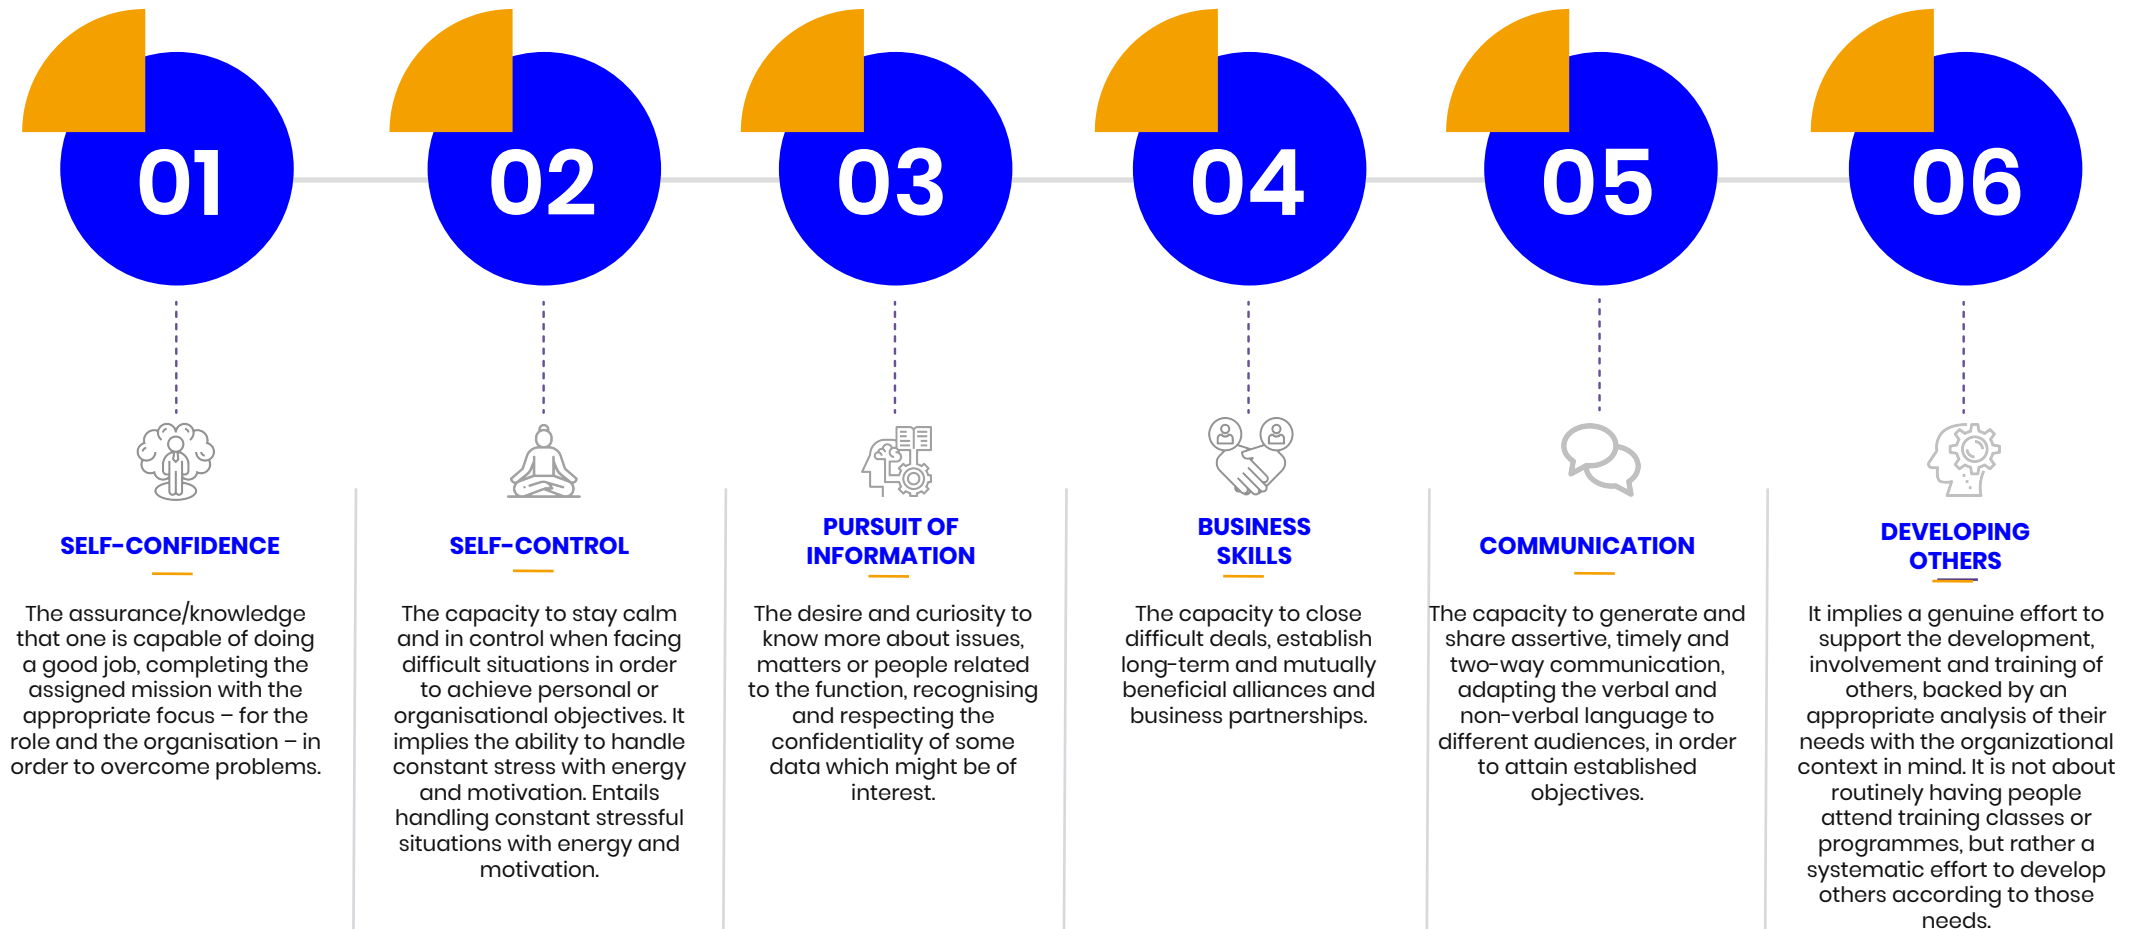 01
02
03
04
05
06
SELF-CONFIDENCE
The assurance/knowledge
that one is capable of doing
a good job, completing the
assigned mission with the
appropriate focus – for the
role and the organisation – in
order to overcome problems.
SELF-CONTROL
The capacity to stay calm
and in control when facing
difficult situations in order
to achieve personal or
organisational objectives. It
implies the ability to handle
constant stress with energy
and motivation. Entails
handling constant stressful
situations with energy and
motivation.
PURSUIT OF
INFORMATION
The desire and curiosity to
know more about issues,
matters or people related
to the function, recognising
and respecting the
confidentiality of some
data which might be of
interest.
BUSINESS
SKILLS
The capacity to close
difficult deals, establish
long-term and mutually
beneficial alliances and
business partnerships.
COMMUNICATION
The capacity to generate and
share assertive, timely and
two-way communication,
adapting the verbal and
non-verbal language to
different audiences, in order
to attain established
objectives.
DEVELOPING
OTHERS
It implies a genuine effort to
support the development,
involvement and training of
others, backed by an
appropriate analysis of their
needs with the organizational
context in mind. It is not about
routinely having people
attend training classes or
programmes, but rather a
systematic effort to develop
others according to those
needs.